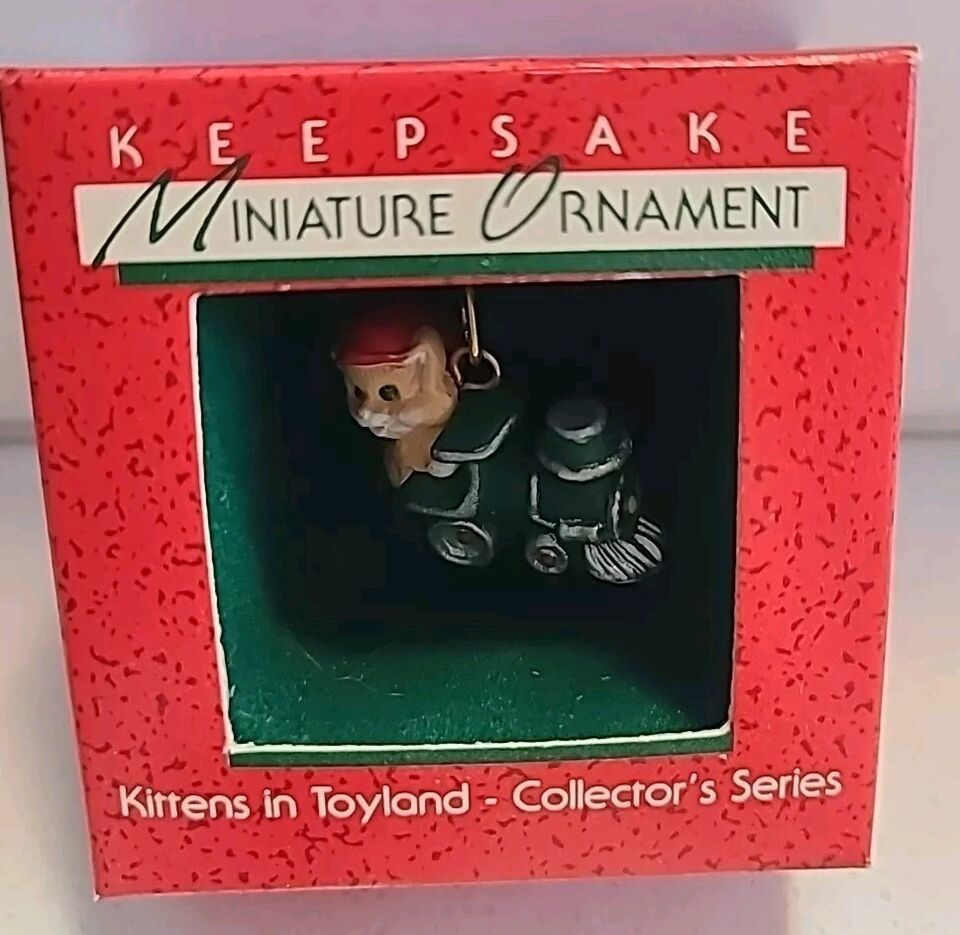 KEEPSAKE
MINIATURE ORNAMENT
Kittens in Toyland - Collector's Series